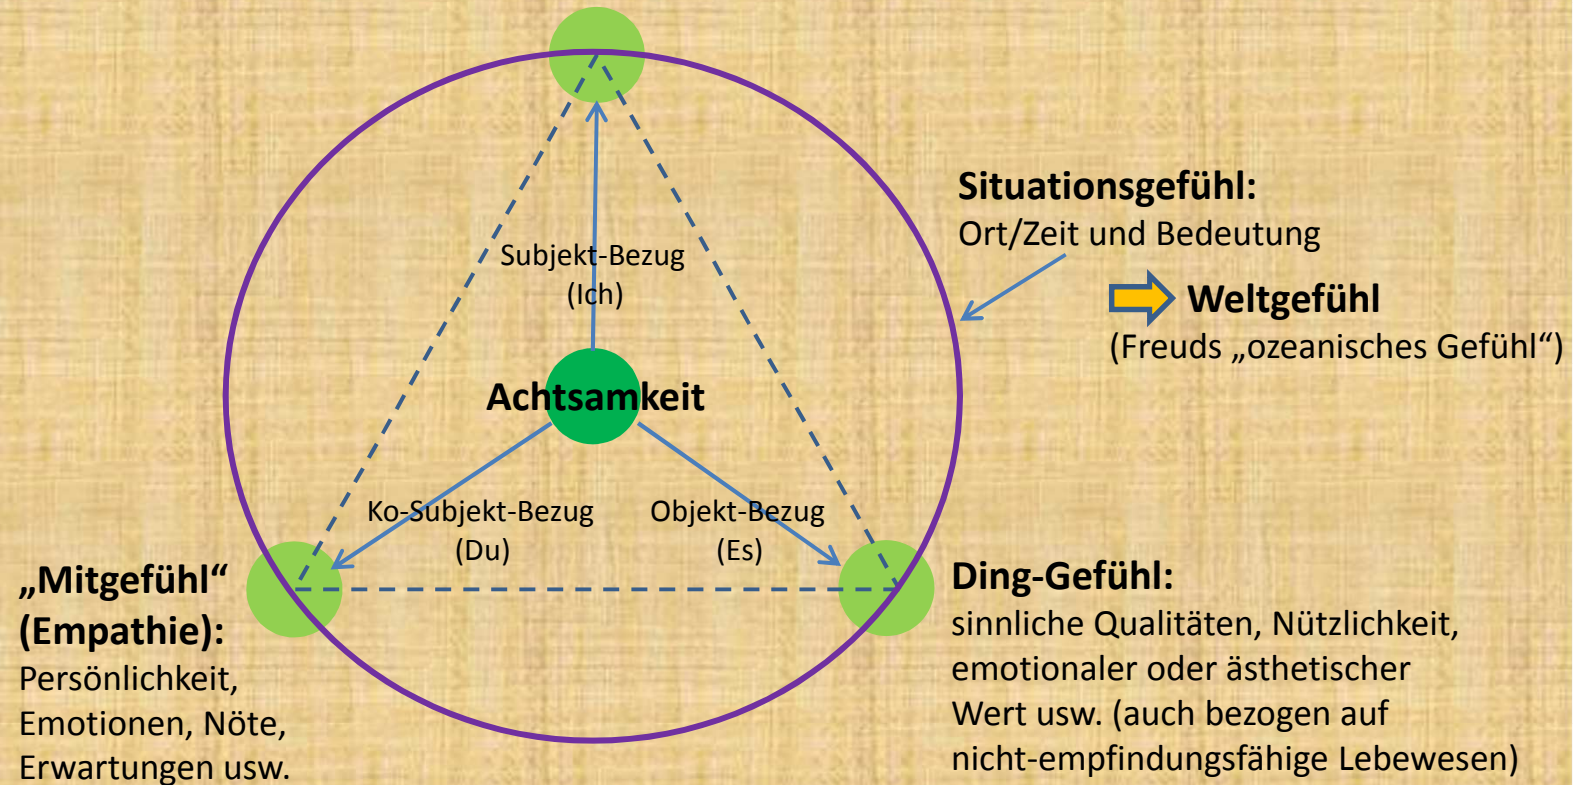 Situationsgefühl:
Ort/Zeit und Bedeutung
Weltgefühl
(Freuds „ozeanisches Gefühl“)
Subjekt-Bezug
(Ich)
Achtsamkeit
Ko-Subjekt-Bezug
(Du)
Objekt-Bezug
(Es)
„Mitgefühl“
(Empathie):
Persönlichkeit,
Emotionen, Nöte,
Erwartungen usw.
Ding-Gefühl:
sinnliche Qualitäten, Nützlichkeit,
emotionaler oder ästhetischer
Wert usw. (auch bezogen auf
nicht-empfindungsfähige Lebewesen)